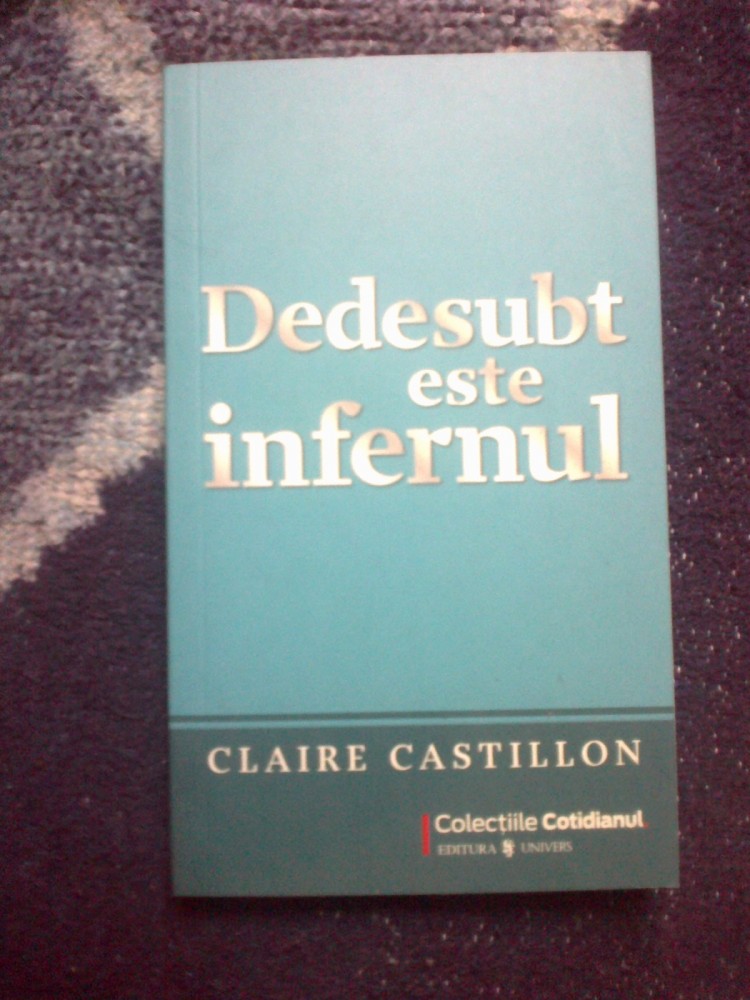 Dedesubt
este
infernul
CLAIRE CASTILLON
Colecțiile Cotidianul
EDITURA UNIVERS